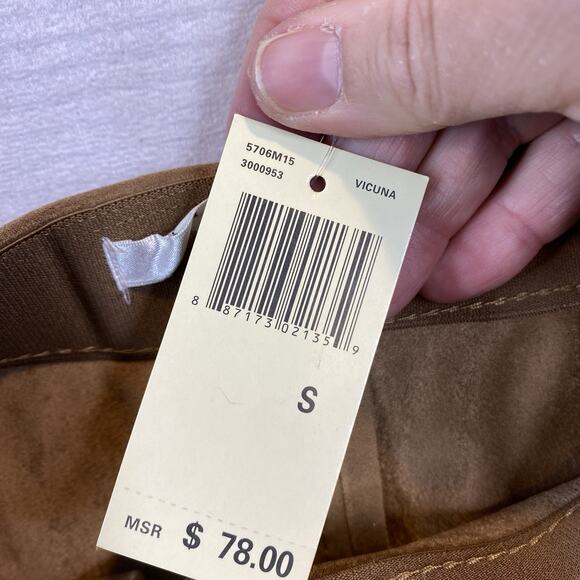 5706M15
3000953 VICUNA
8 87173 02135 9
S
MSR $ 78.00